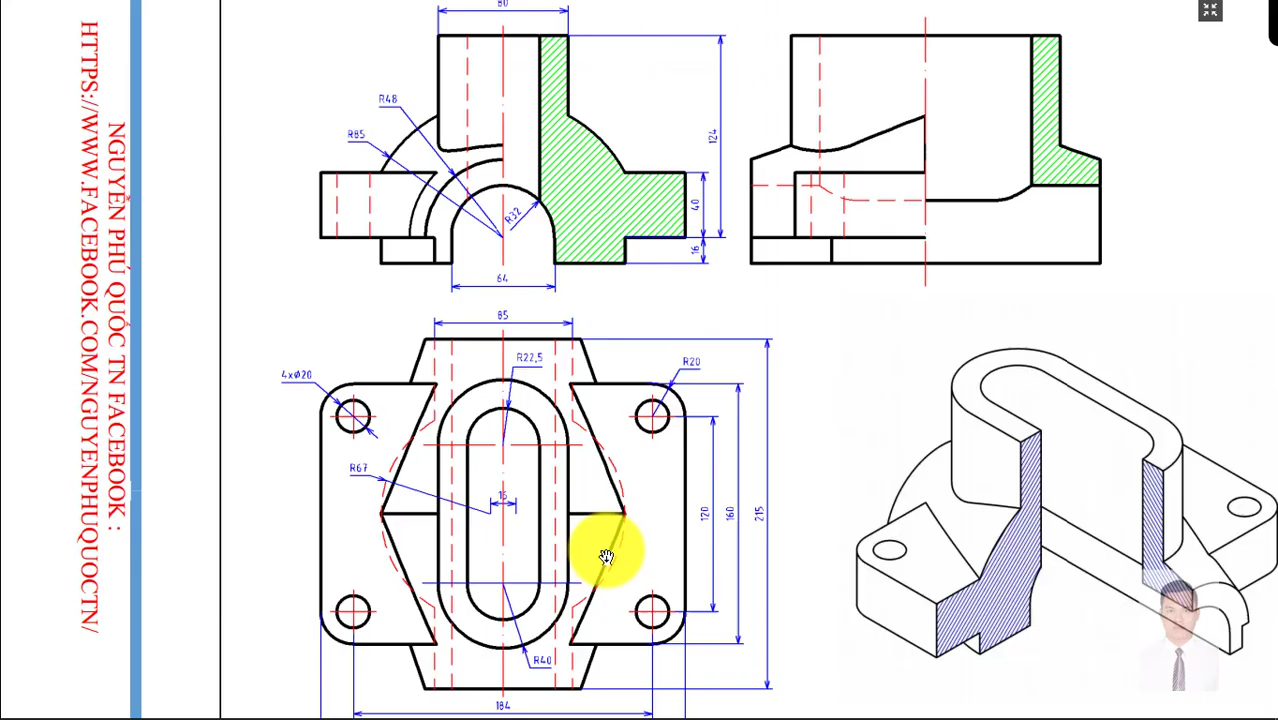 NGUYỄN PHÚ QUỐC TN FACEBOOK :
HTTPS://WWW.FACEBOOK.COM/NGUYENPHUQUOCTN/
80
R48
R85
R32
124
40
16
64
85
R22,5
R20
4xØ20
R67
16
120
160
215
R40
184